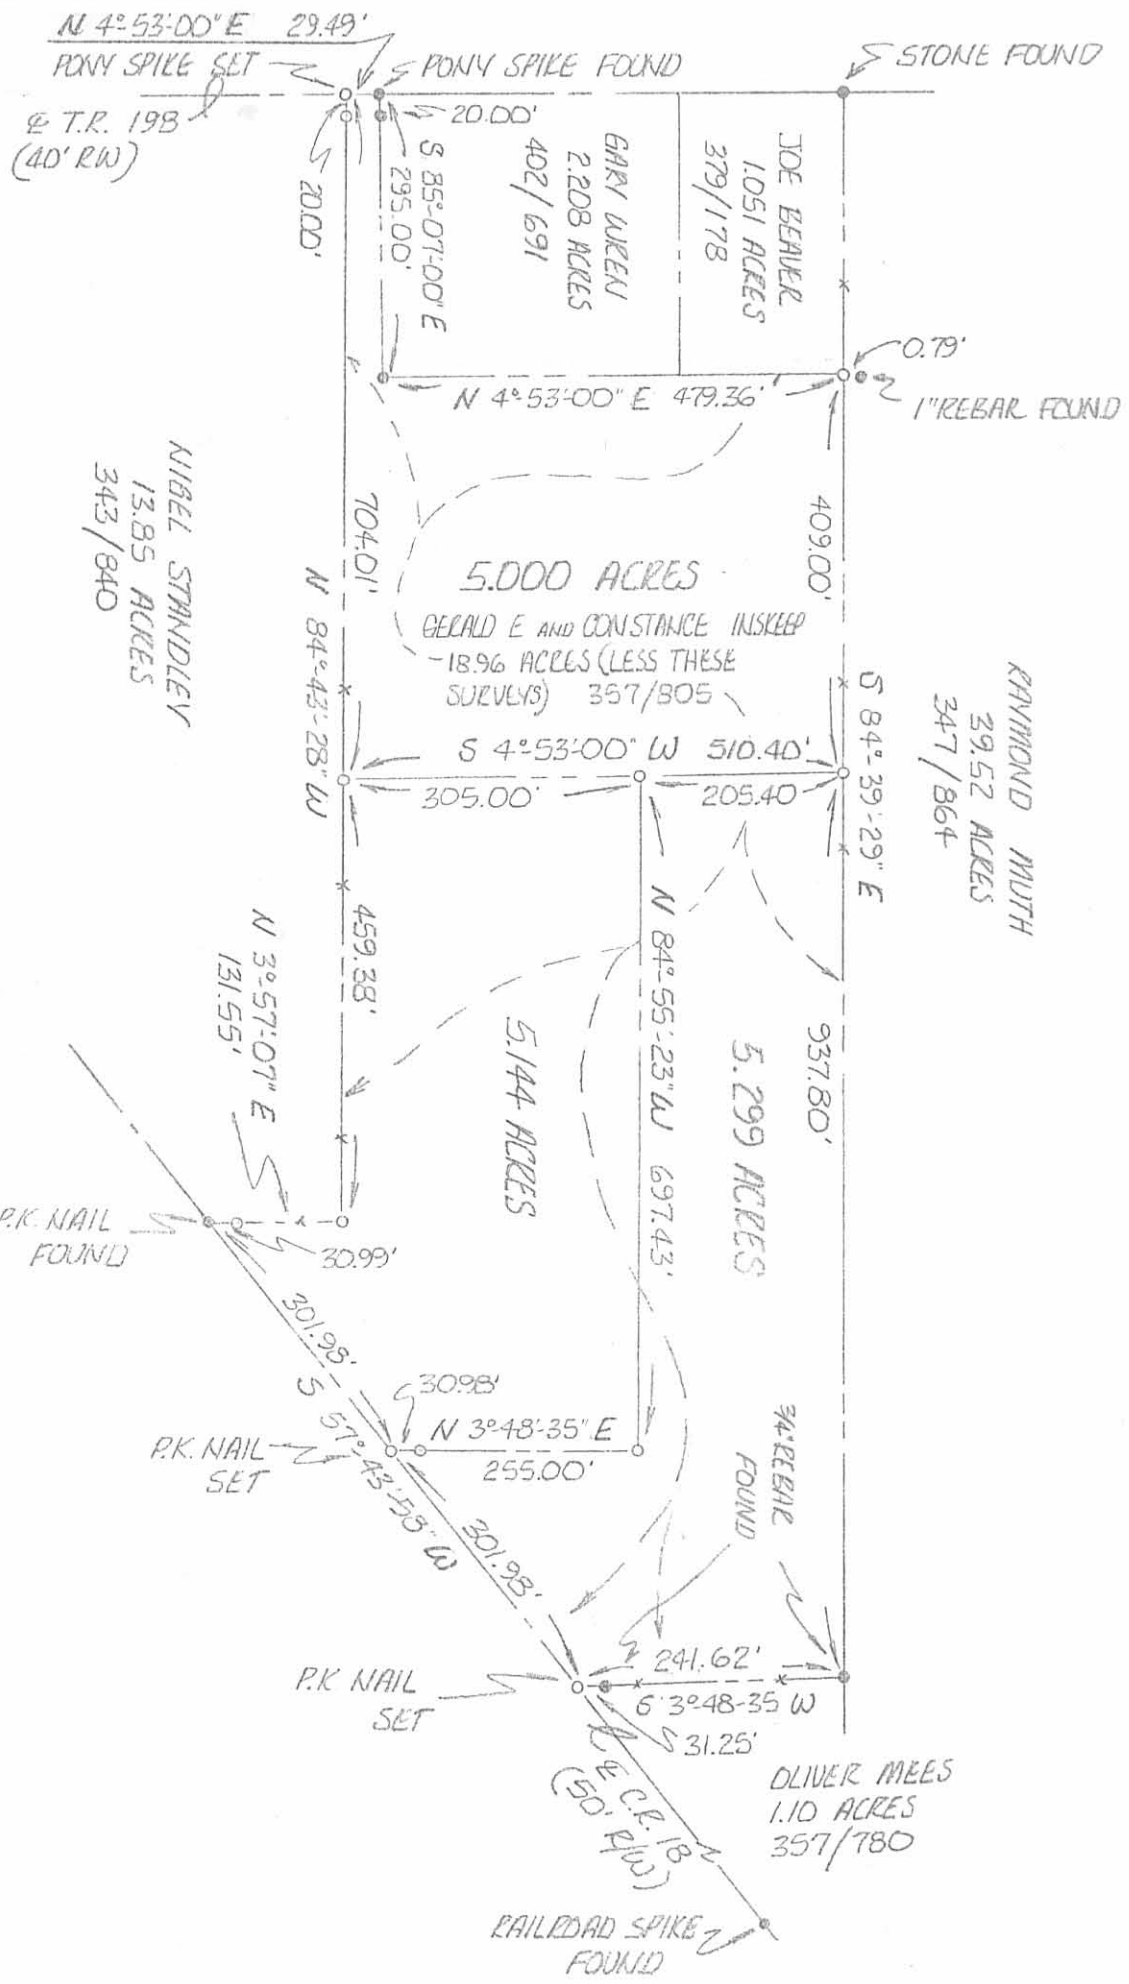 N 4°-53'-00" E 29.49'
PONY SPIKE SET
PONY SPIKE FOUND
STONE FOUND
℄ T.R. 198
(40' RW)
20.00'
20.00'
S 85°-07'-00" E
295.00'
GARY WREN
2.208 ACRES
402/691
JOE BEAVER
1.051 ACRES
379/178
0.79'
1" REBAR FOUND
N 4°-53'-00" E 479.36'
NIGEL STANDLEY
13.85 ACRES
343/840
704.01'
N 84°-43'-28" W
409.00'
5.000 ACRES
GERALD E AND CONSTANCE INSKEEP
18.96 ACRES (LESS THESE
SURVEYS) 357/805
S 84°-39'-29" E
RAYMOND MUTH
39.52 ACRES
347/864
S 4°-53'-00" W 510.40'
305.00'
205.40
459.38'
N 84°-55'-23" W 697.43'
937.80'
N 3°-57'-07" E
131.55'
5.144 ACRES
5.299 ACRES
P.K. NAIL
FOUND
30.99'
301.98'
S 57°-43'-58" W
30.98'
N 3°-48'-35" E
255.00'
P.K. NAIL
SET
3/4" REBAR
FOUND
301.98'
241.62'
S 3°-48-35 W
31.25'
P.K NAIL
SET
℄ C.R. 18
(50' R/W)
OLIVER MEES
1.10 ACRES
357/780
RAILROAD SPIKE
FOUND